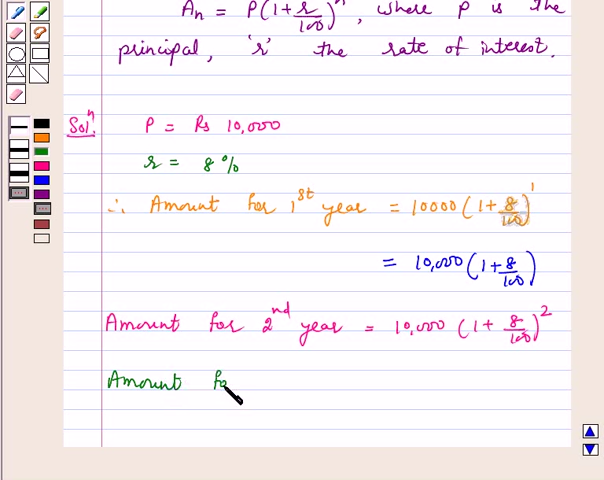 An = P(1+r/100)^n, where P is the
principal, 'r' the rate of interest.
Solⁿ. P = Rs 10,000
r = 8%
∴ Amount for 1st year = 10000(1+8/100)^1
= 10,000(1+8/100)
Amount for 2nd year = 10,000(1+8/100)^2
Amount fo